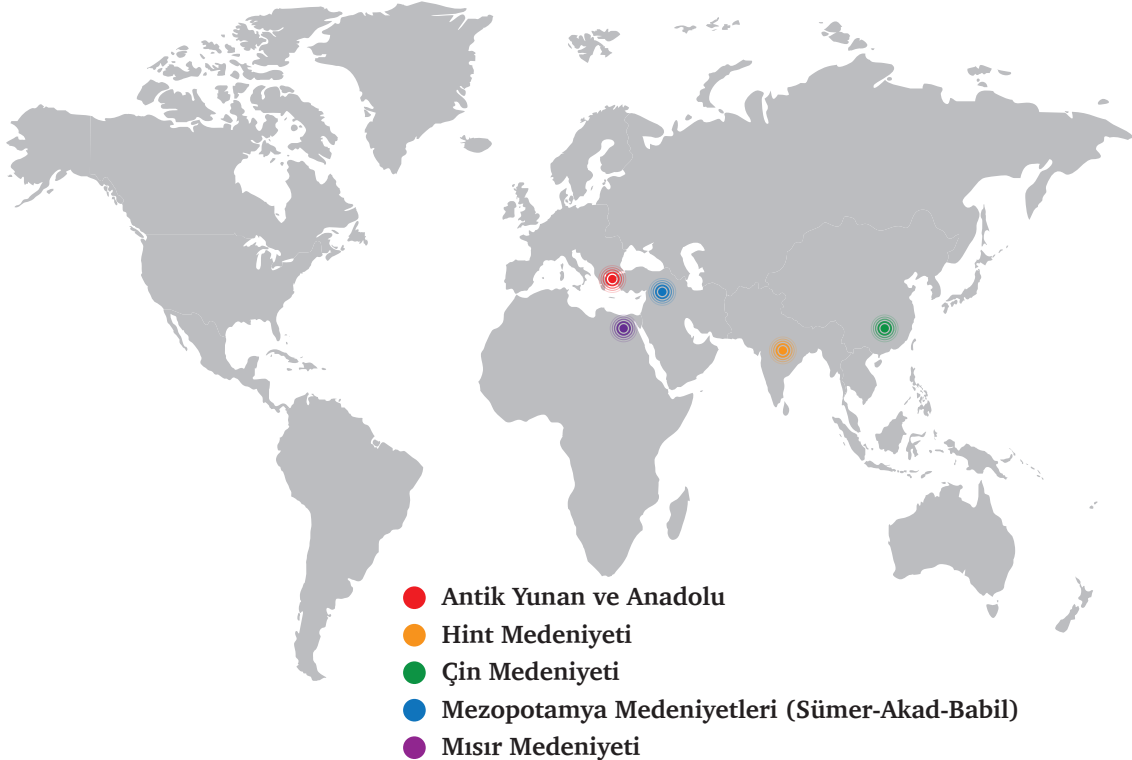 Antik Yunan ve Anadolu
Hint Medeniyeti
Çin Medeniyeti
Mezopotamya Medeniyetleri (Sümer-Akad-Babil)
Mısır Medeniyeti